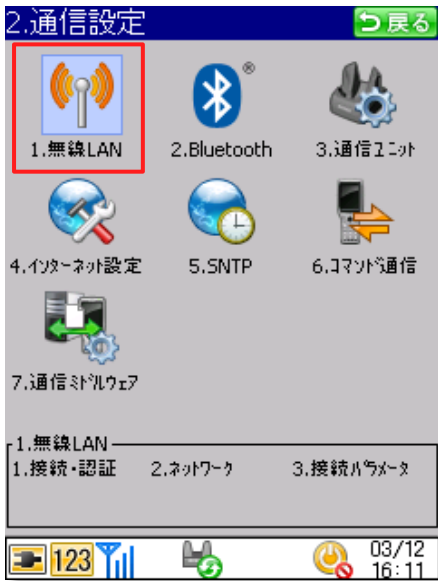 2.通信設定
戻る
1.無線LAN
2.Bluetooth
®
3.通信ﾕﾆｯﾄ
4.ｲﾝﾀｰﾈｯﾄ設定
5.SNTP
6.ｺﾏﾝﾄﾞ通信
7.通信ﾐﾄﾞﾙｳｪｱ
1.無線LAN
1.接続･認証
2.ﾈｯﾄﾜｰｸ
3.接続ﾊﾟﾗﾒｰﾀ
123
03/12
16:11